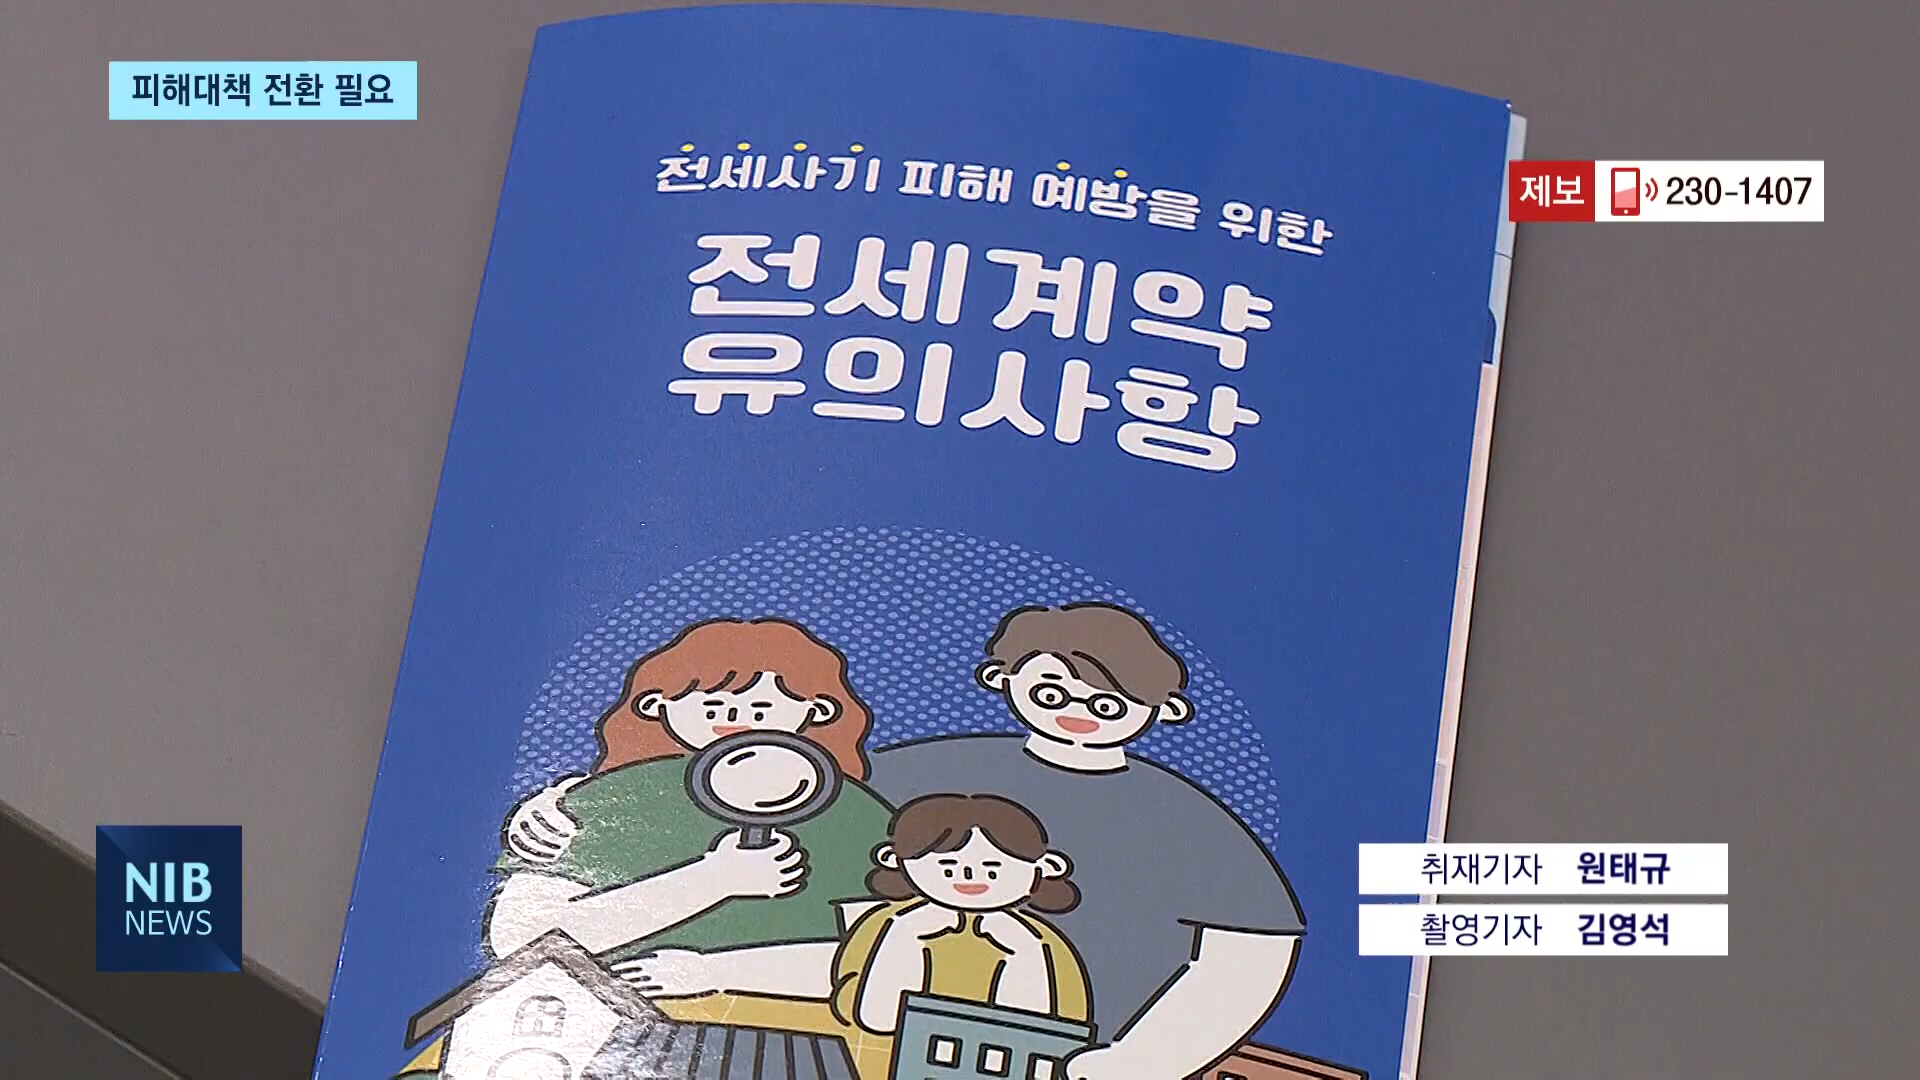 피해대책 전환 필요
제보 230-1407
전세사기 피해 예방을 위한
전세계약
유의사항
NIB
NEWS
취재기자 원태규
촬영기자 김영석